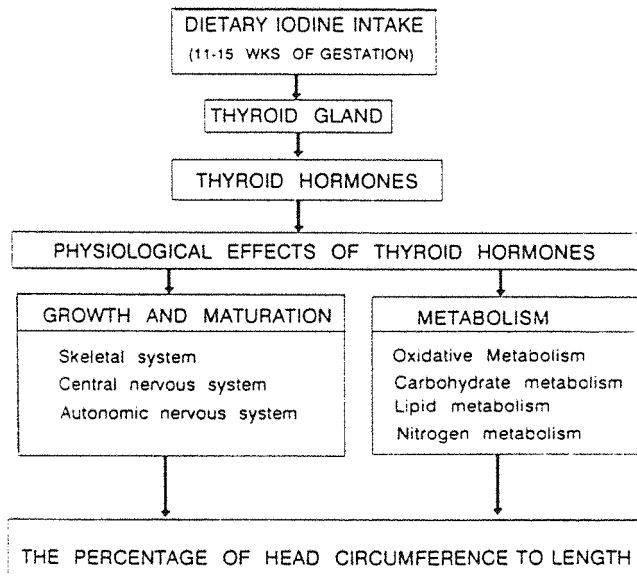 DIETARY IODINE INTAKE
(11-15 WKS OF GESTATION)
THYROID GLAND
THYROID HORMONES
PHYSIOLOGICAL EFFECTS OF THYROID HORMONES
GROWTH AND MATURATION
Skeletal system
Central nervous system
Autonomic nervous system
METABOLISM
Oxidative Metabolism
Carbohydrate metabolism
Lipid metabolism
Nitrogen metabolism
THE PERCENTAGE OF HEAD CIRCUMFERENCE TO LENGTH